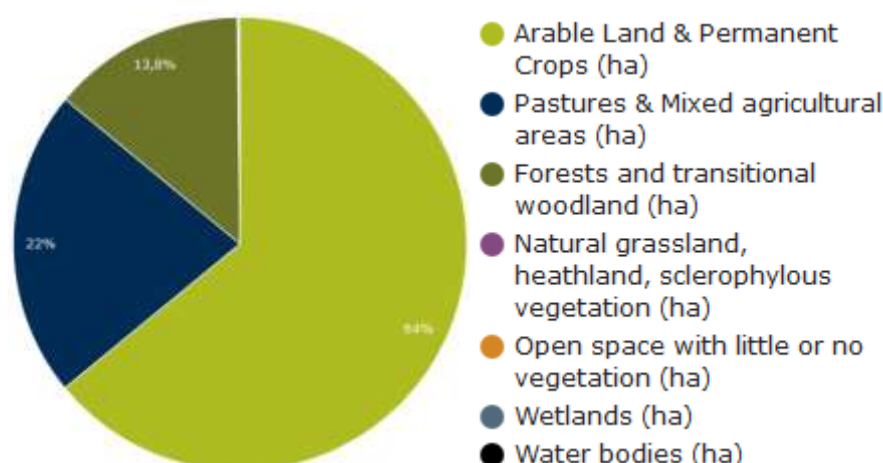 13,8%
22%
64%
Arable Land & Permanent
Crops (ha)
Pastures & Mixed agricultural
areas (ha)
Forests and transitional
woodland (ha)
Natural grassland,
heathland, sclerophylous
vegetation (ha)
Open space with little or no
vegetation (ha)
Wetlands (ha)
Water bodies (ha)